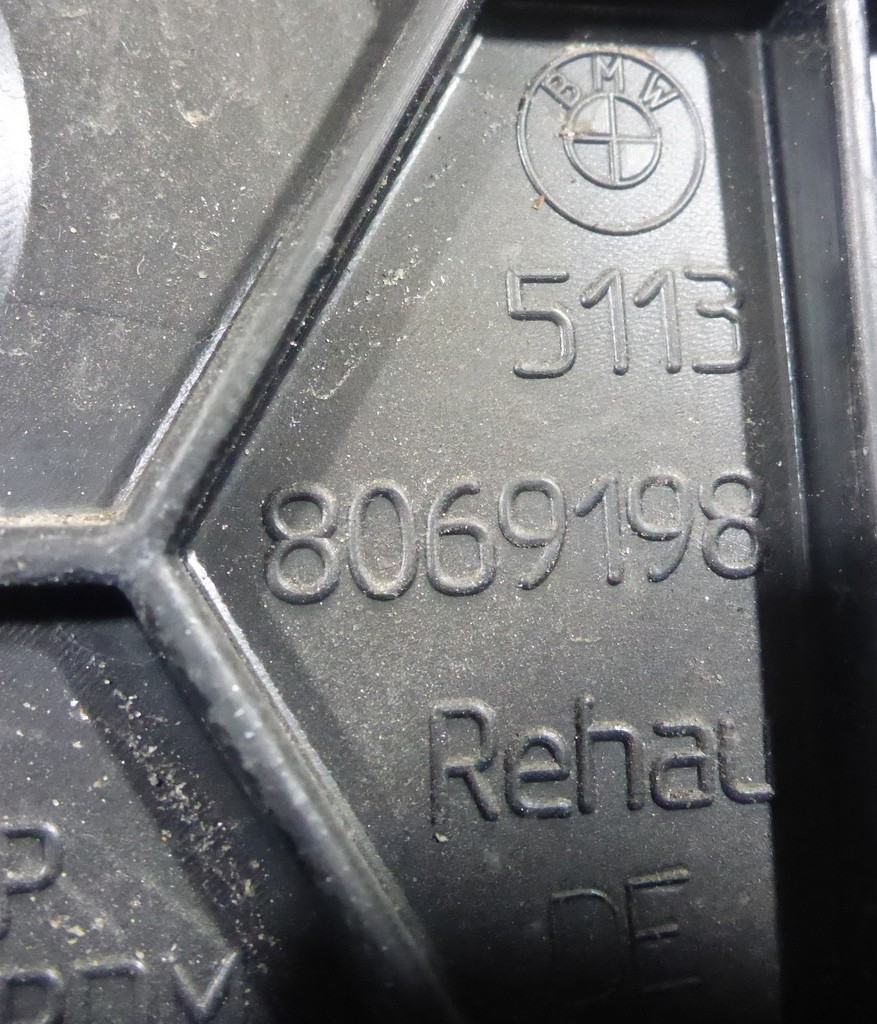 BMW
5113
8069198
Rehau
DE